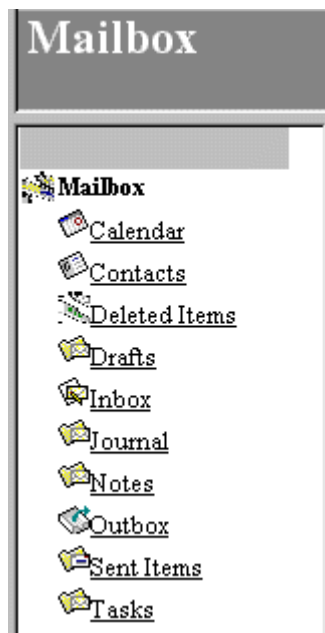 Mailbox
Mailbox
Calendar
Contacts
Deleted Items
Drafts
Inbox
Journal
Notes
Outbox
Sent Items
Tasks